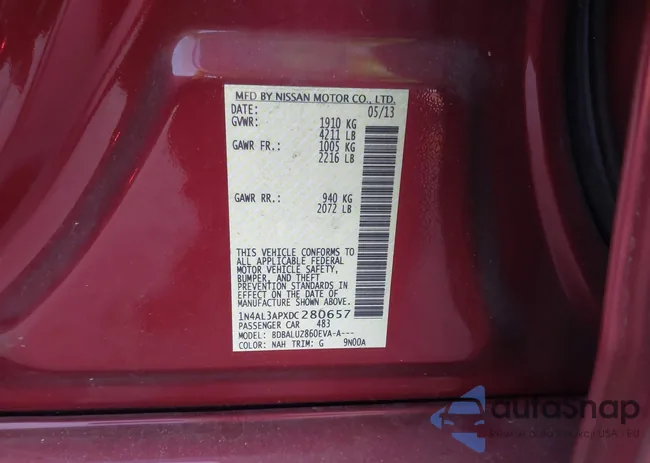 MFD BY NISSAN MOTOR CO., LTD.
DATE: 05/13
GVWR: 1910 KG
4211 LB
GAWR FR.: 1005 KG
2216 LB
GAWR RR.: 940 KG
2072 LB
THIS VEHICLE CONFORMS TO
ALL APPLICABLE FEDERAL
MOTOR VEHICLE SAFETY,
BUMPER, AND THEFT
PREVENTION STANDARDS
IN EFFECT ON THE DATE OF
MANUFACTURE SHOWN ABOVE.
1N4AL3APXDC280657
PASSENGER CAR 483
MODEL: BDBALUZ860EVA-A---
COLOR: NAH TRIM: G 9N00A
autosnap
USA - EU